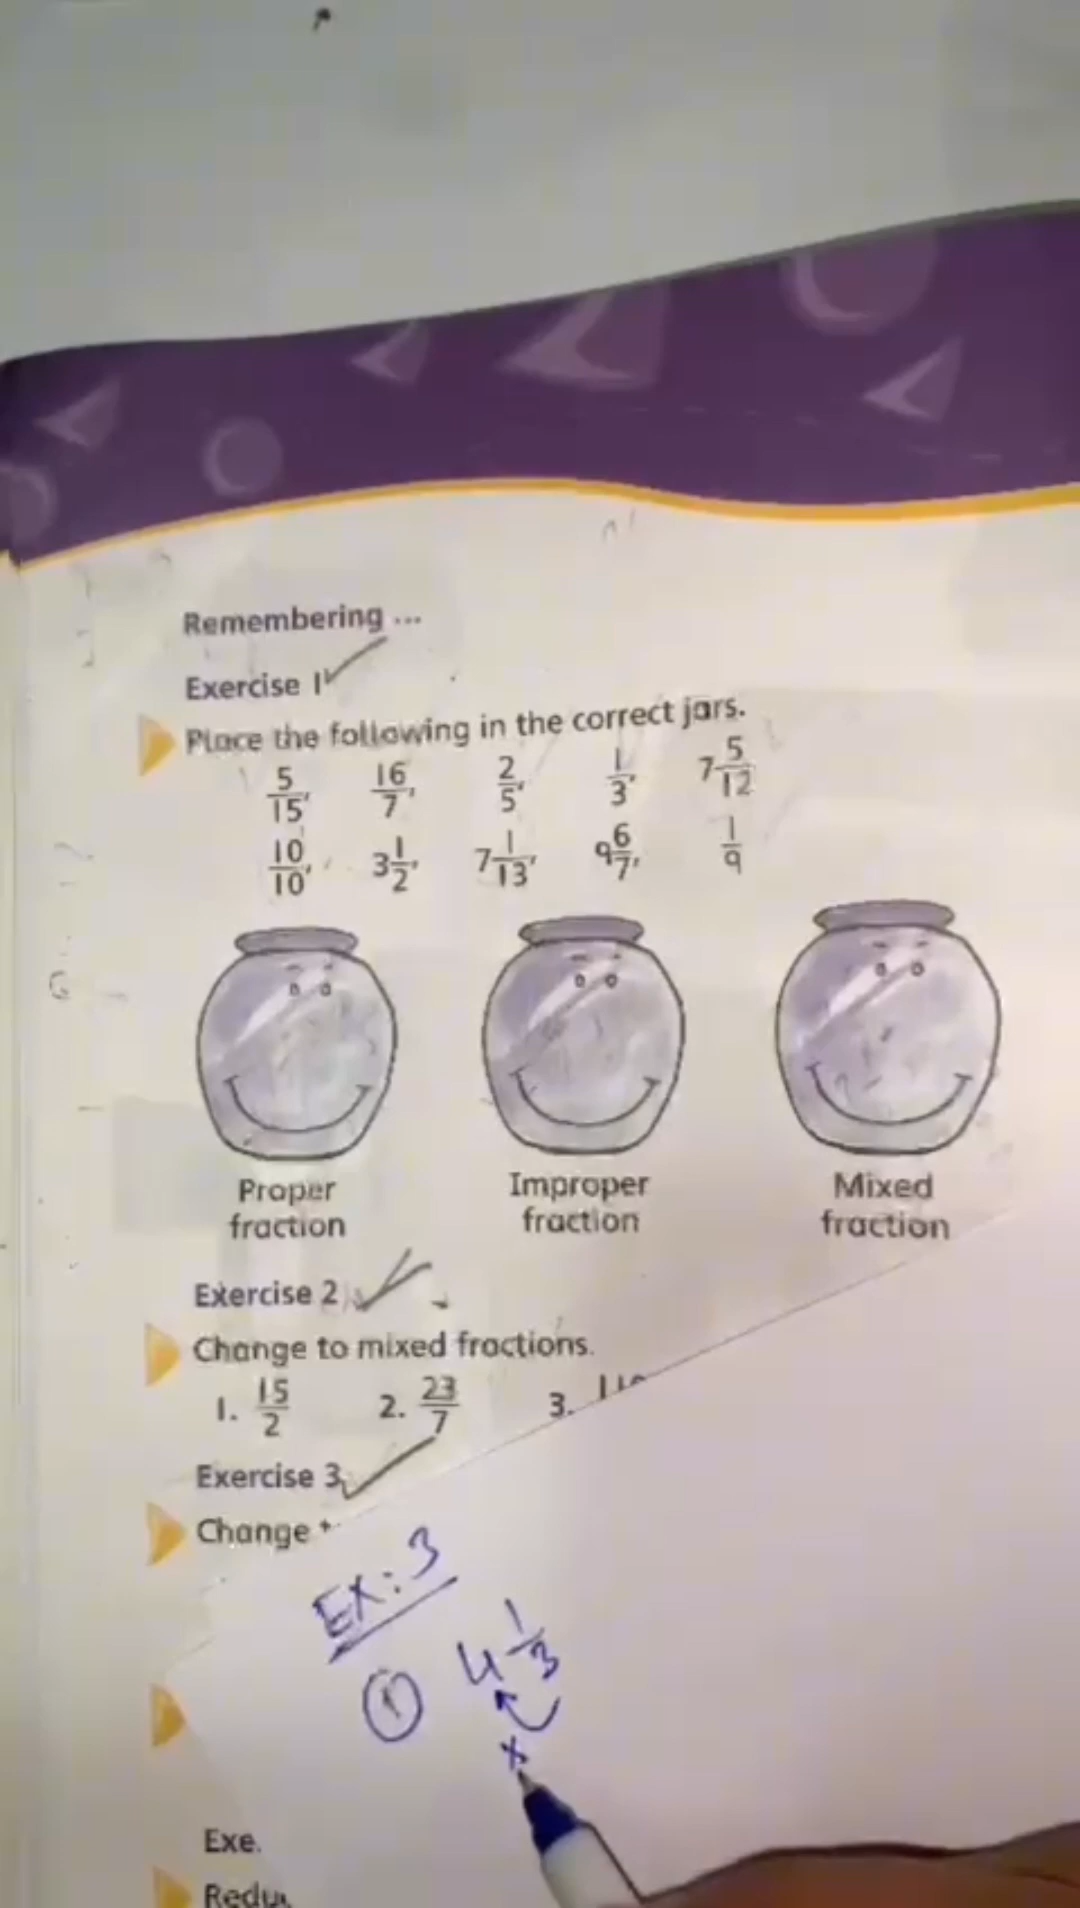 Remembering ...
Exercise 1
Place the following in the correct jars.
5/15, 16/7, 2/5, 1/3, 7 5/12
10/10, 3 1/2, 7 1/13, 9 6/7, 1/9
Proper fraction
Improper fraction
Mixed fraction
Exercise 2
Change to mixed fractions.
1. 15/2 2. 23/7 3.
Exercise 3
Change
EX: 3
① 4 1/3
×
Exe